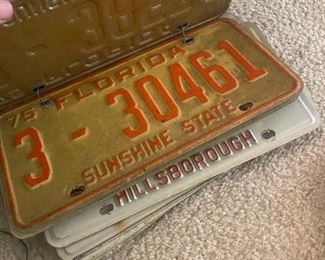 75 FLORIDA
3-30461
SUNSHINE STATE
HILLSBOROUGH